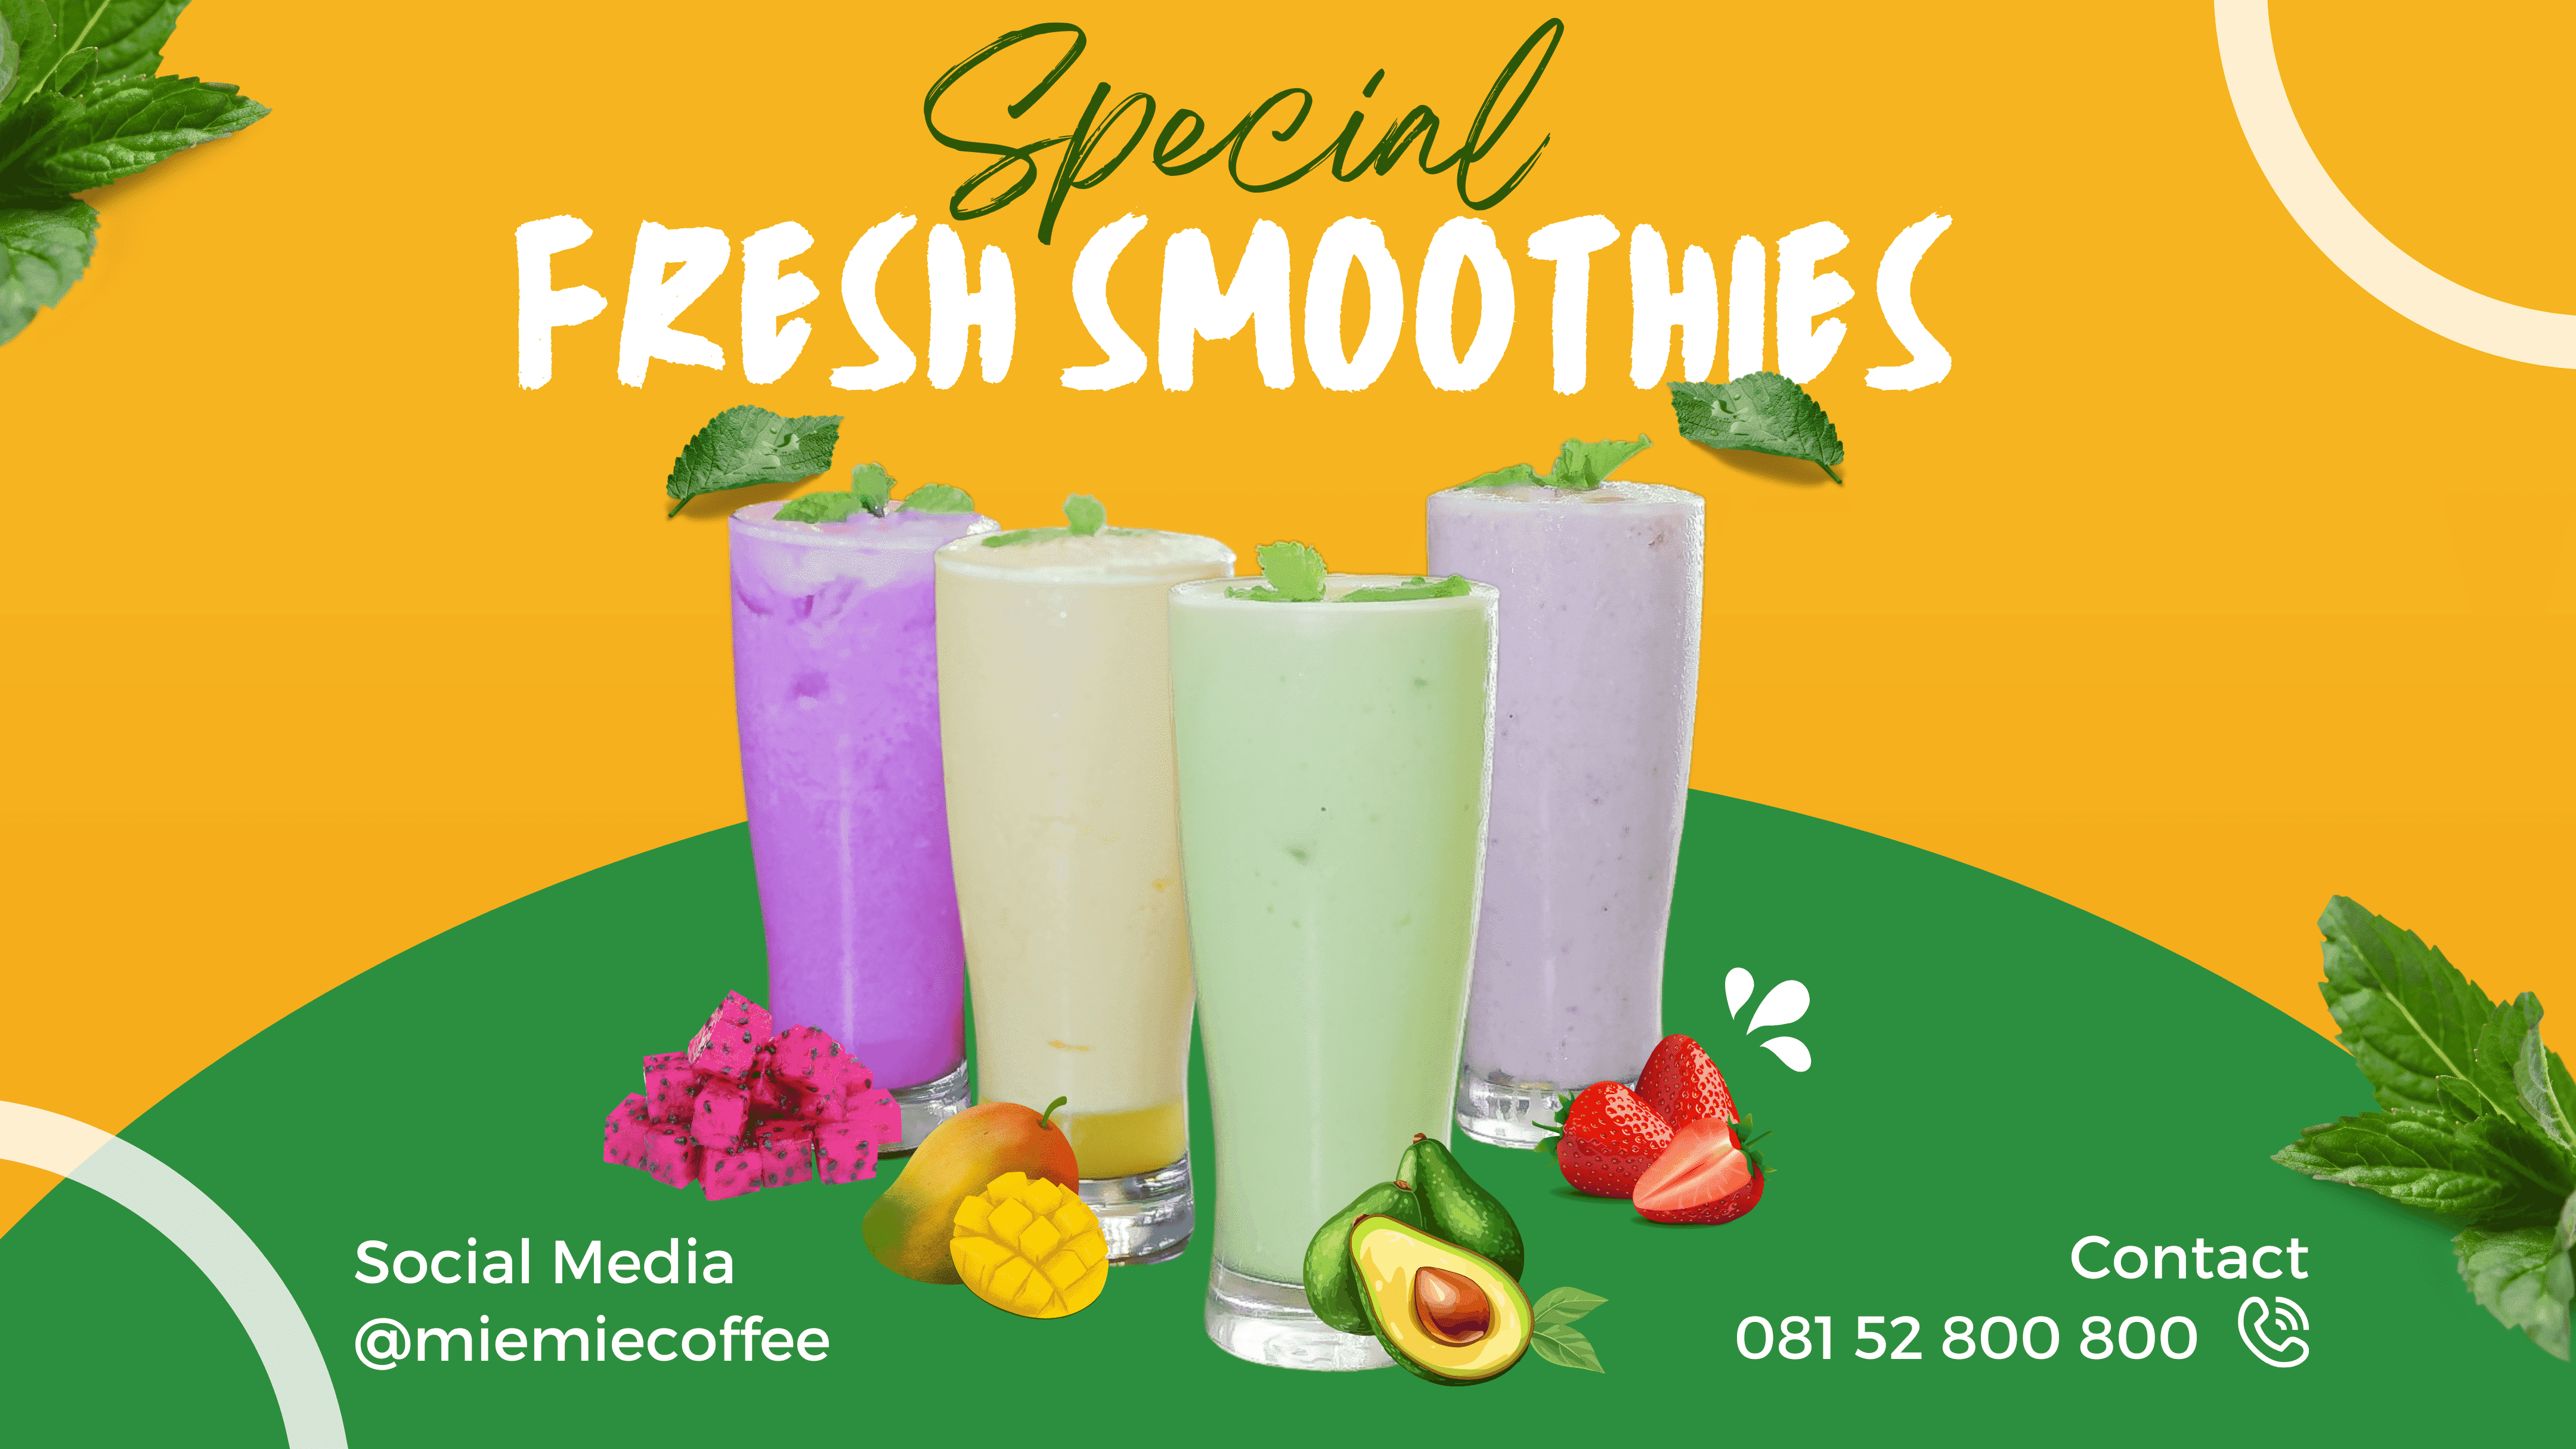 Special
FRESH SMOOTHIES
Social Media
@miemiecoffee
Contact
081 52 800 800